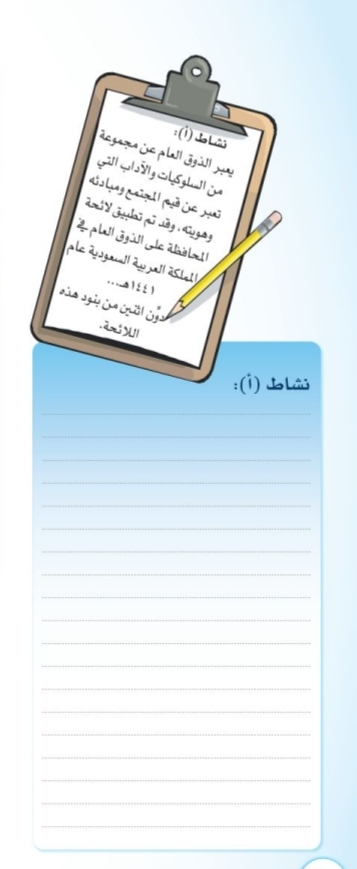 نشاط (أ):
يعبر الذوق العام عن مجموعة
من السلوكيات والآداب التي
تعبر عن قيم المجتمع ومبادئه
وهويته، وقد تم تطبيق لائحة
المحافظة على الذوق العام في
المملكة العربية السعودية عام
١٤٤١هـ...
دوِّن اثنين من بنود هذه
اللائحة.
نشاط (أ):